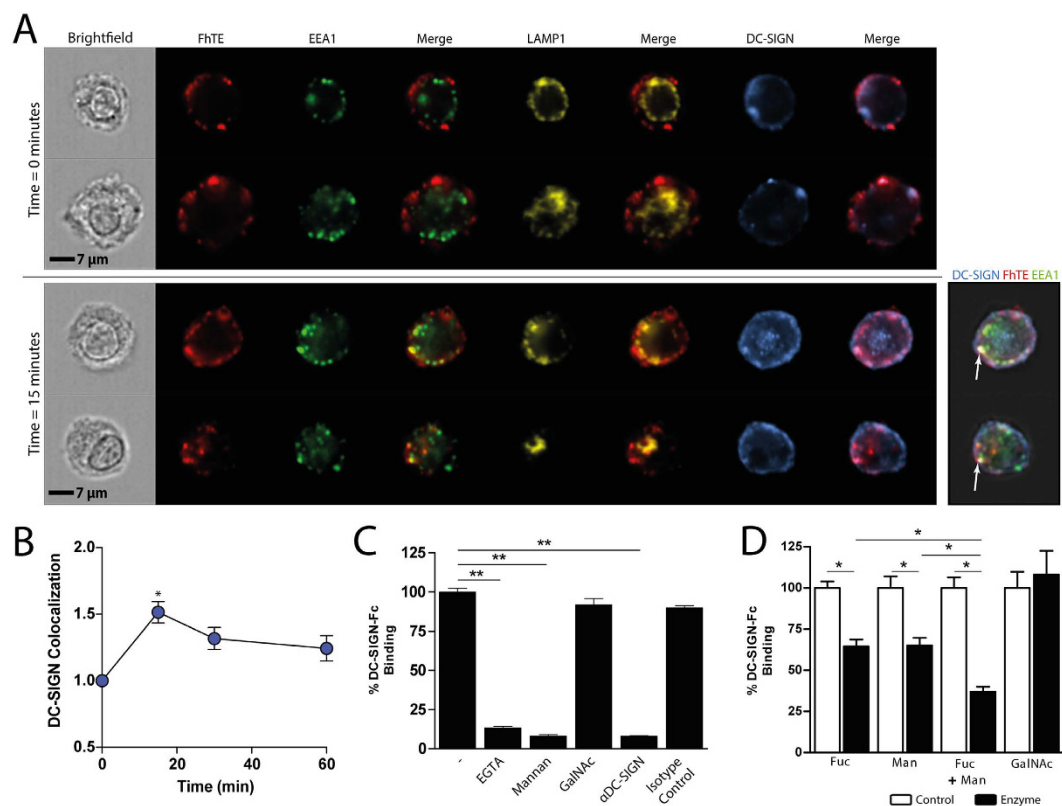 A
Brightfield FhTE EEA1 Merge LAMP1 Merge DC-SIGN Merge
Time = 0 minutes
7 µm
Time = 15 minutes
7 µm
DC-SIGN FhTE EEA1
B
DC-SIGN Colocalization
2.0
1.5
1.0
0.5
0 20 40 60
Time (min)
*
C
% DC-SIGN-Fc
Binding
125
100
75
50
25
0
**
**
**
- EGTA Mannan GalNAc αDC-SIGN Isotype
Control
D
% DC-SIGN-Fc
Binding
125
100
75
50
25
0
*
*
* * *
Fuc Man Fuc GalNAc
+ Man
Control Enzyme